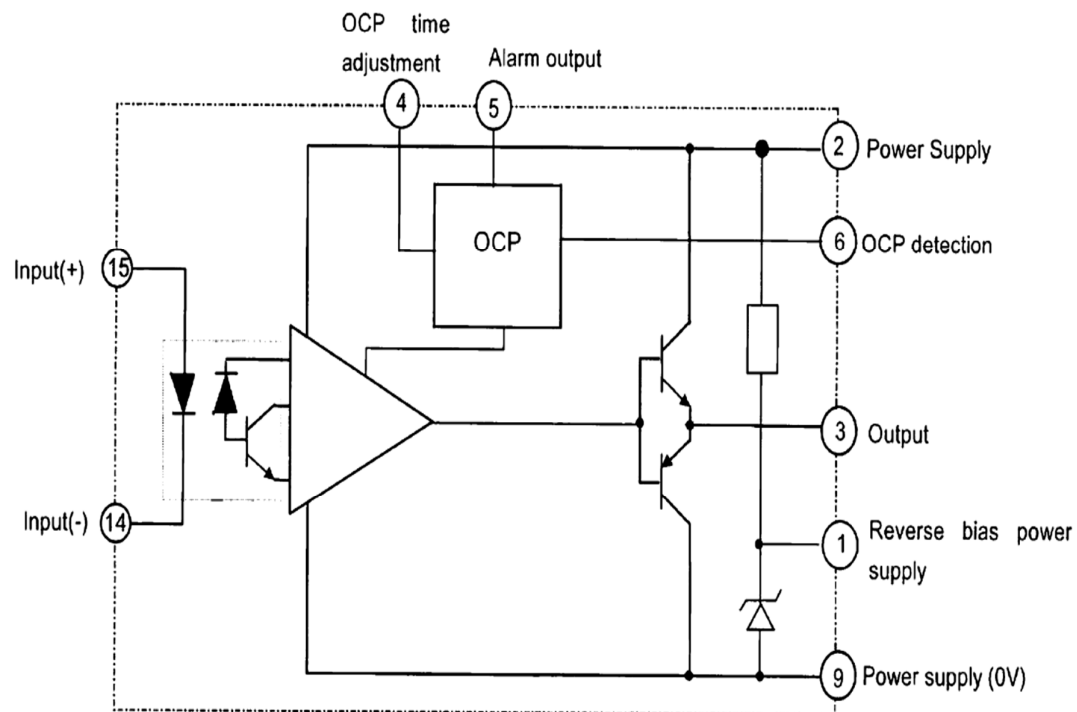 OCP time
adjustment
Alarm output
4
5
2
Power Supply
OCP
6
OCP detection
Input(+)
15
3
Output
Input(-)
14
1
Reverse bias power
supply
9
Power supply (0V)